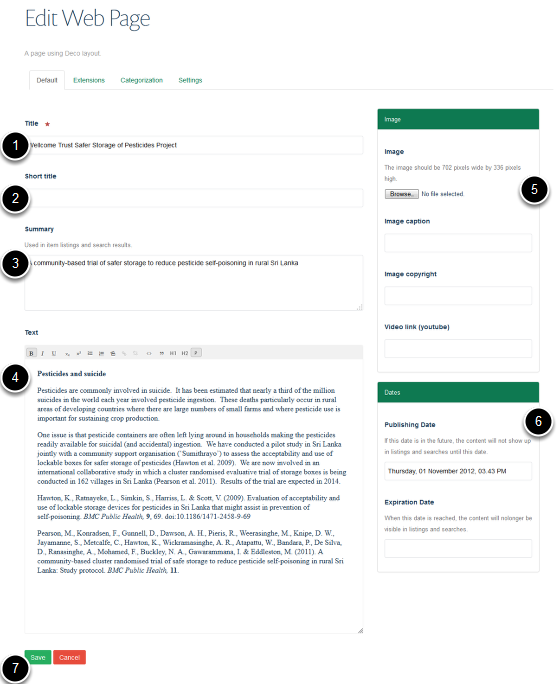 Edit Web Page
A page using Deco layout.
Default Extensions Categorization Settings
Title
1
Wellcome Trust Safer Storage of Pesticides Project
Short title
2
Summary
Used in item listings and search results.
3
A community-based trial of safer storage to reduce pesticide self-poisoning in rural Sri Lanka
Text
B I U H1 H2 P
4
Pesticides and suicide
Pesticides are commonly involved in suicide. It has been estimated that nearly a third of the million
suicides in the world each year involved pesticide ingestion. These deaths particularly occur in rural
areas of developing countries where there are large numbers of small farms and where pesticide use is
important for sustaining crop production.
One issue is that pesticide containers are often left lying around in households making the pesticides
readily available for suicidal (and accidental) ingestion. We have conducted a pilot study in Sri Lanka
jointly with a community support organisation ('Sumithrayo') to assess the acceptability and use of
lockable boxes for safer storage of pesticides (Hawton et al. 2009). We are now involved in an
international collaborative study in which a cluster randomised evaluative trial of storage boxes is being
conducted in 162 villages in Sri Lanka (Pearson et al. 2011). Results of the trial are expected in 2014.
Hawton, K., Ratnayeke, L., Simkin, S., Harriss, L. & Scott, V. (2009). Evaluation of acceptability and
use of lockable storage devices for pesticides in Sri Lanka that might assist in prevention of
self-poisoning. BMC Public Health, 9, 69. doi:10.1186/1471-2458-9-69
Pearson, M., Konradsen, F., Gunnell, D., Dawson, A. H., Pieris, R., Weerasinghe, M., Knipe, D. W.,
Jayamanne, S., Metcalfe, C., Hawton, K., Wickramasinghe, A. R., Atapattu, W., Bandara, P., De Silva,
D., Ranasinghe, A., Mohamed, F., Buckley, N. A., Gawarammana, I. & Eddleston, M. (2011). A
community-based cluster randomised trial of safe storage to reduce pesticide self-poisoning in rural Sri
Lanka: Study protocol. BMC Public Health, 11.
7
Save Cancel
Image
Image
The image should be 702 pixels wide by 336 pixels
high.
5
Browse... No file selected.
Image caption
Image copyright
Video link (youtube)
Dates
6
Publishing Date
If this date is in the future, the content will not show up
in listings and searches until this date.
Thursday, 01 November 2012, 03.43 PM
Expiration Date
When this date is reached, the content will nolonger be
visible in listings and searches.